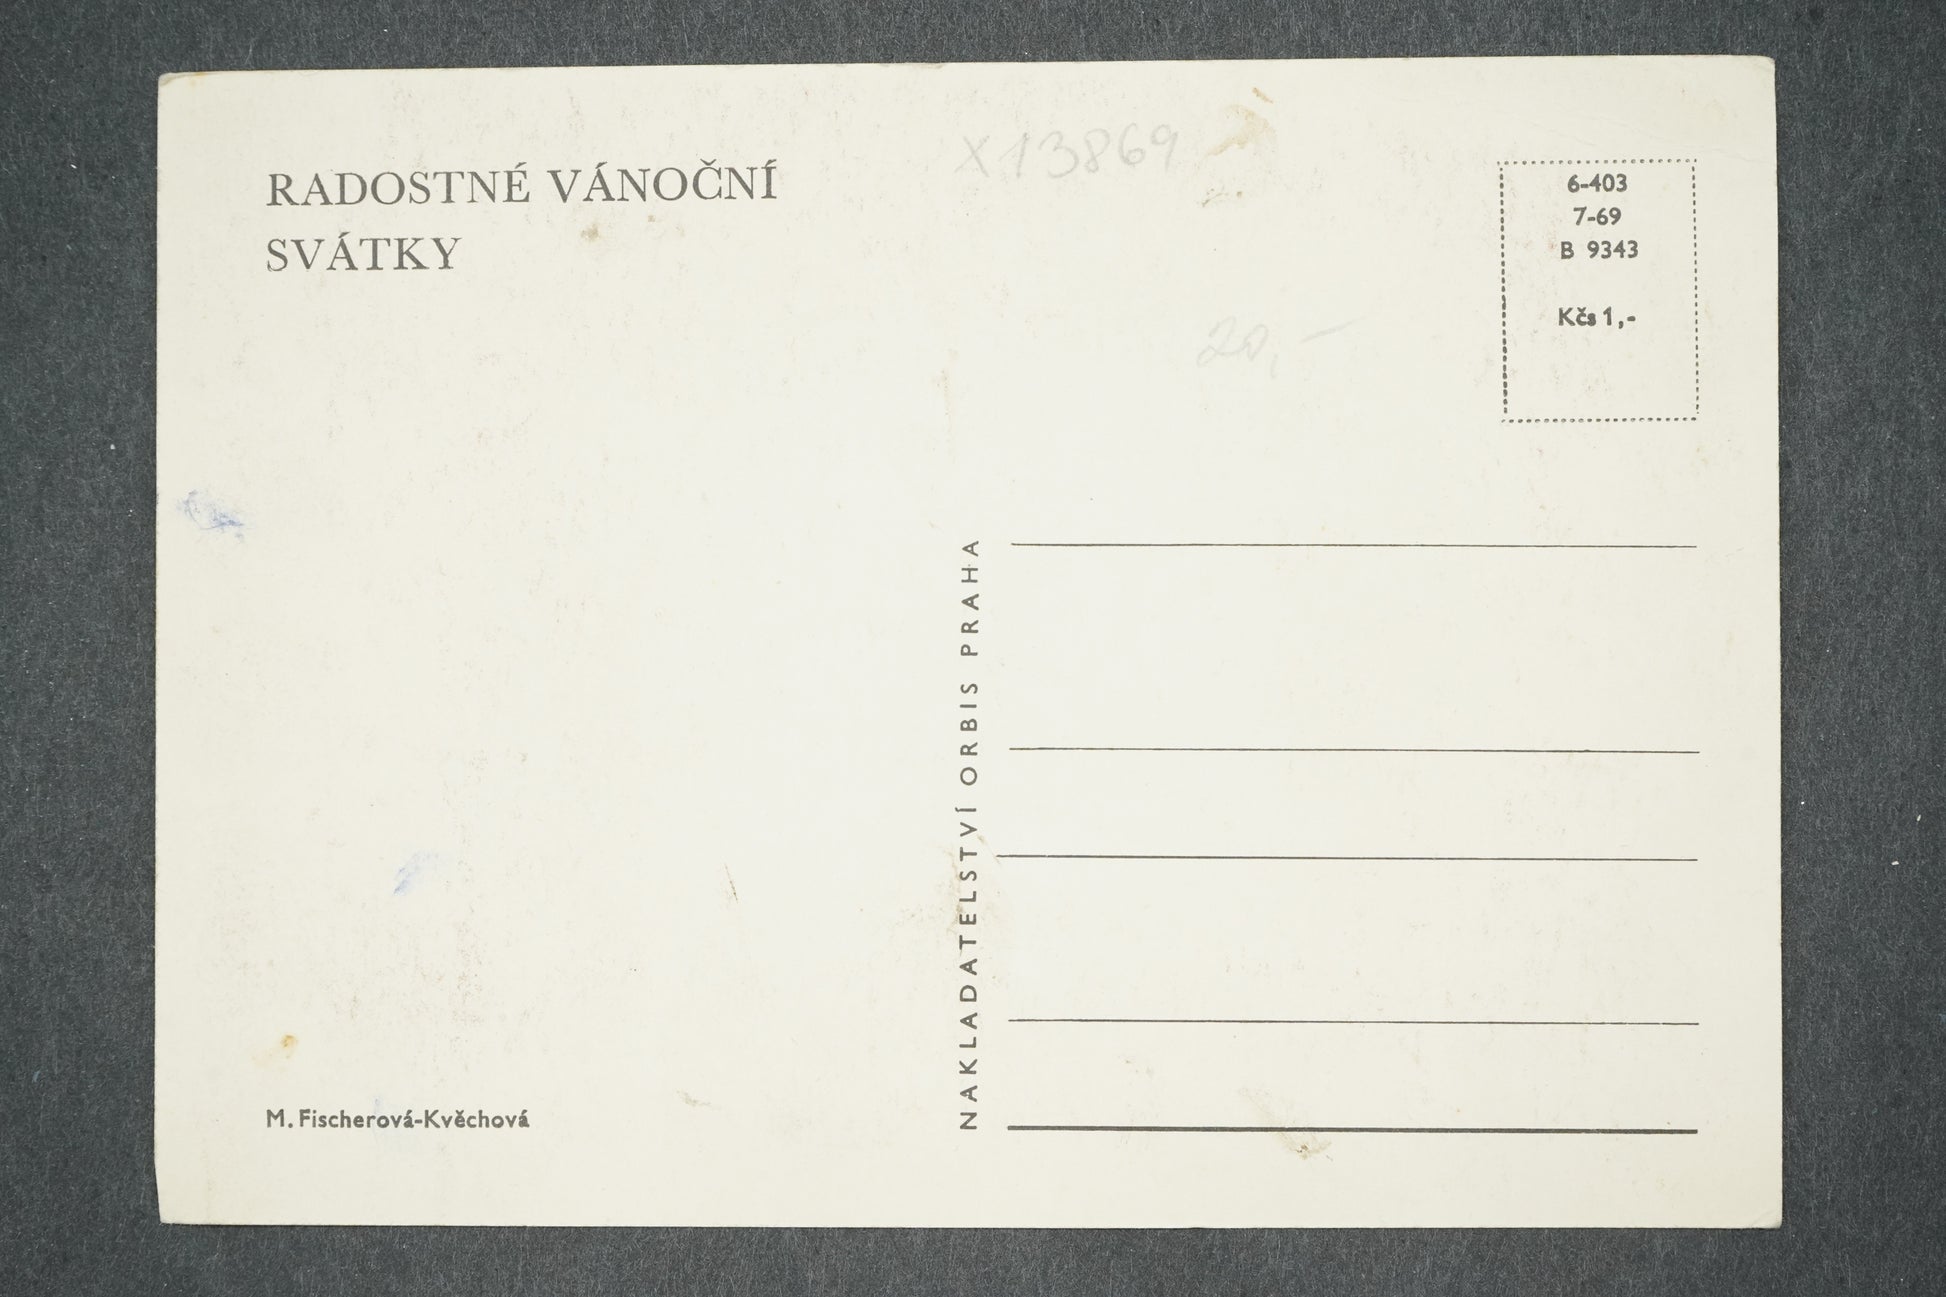 RADOSTNÉ VÁNOČNÍ
SVÁTKY
X13869
6-403
7-69
B 9343
Kčs 1,-
20,-
NAKLADATELSTVÍ ORBIS PRAHA
M. Fischerová-Kvěchová